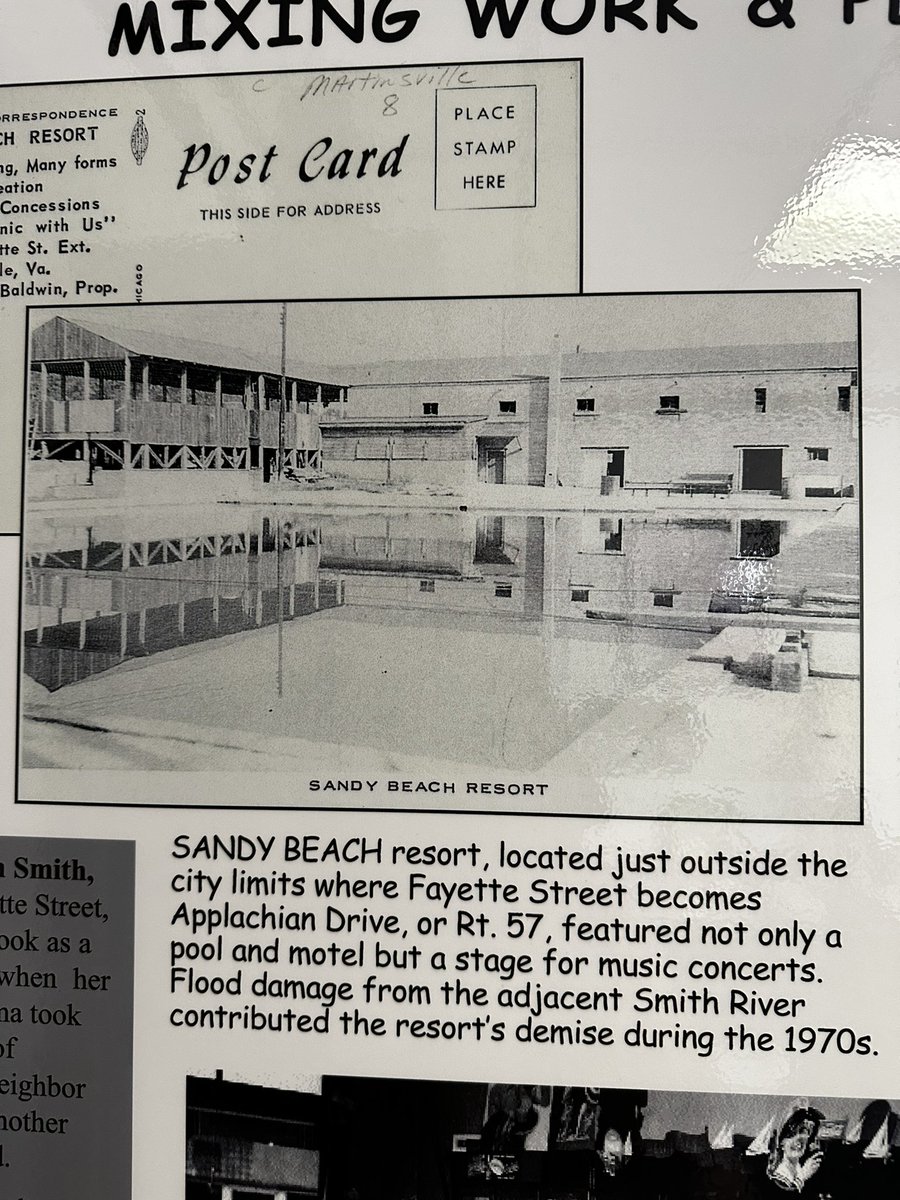 MIXING WORK &
C Martinsville
8
ORRESPONDENCE
CH RESORT
ng, Many forms
eation
Concessions
nic with Us"
tte St. Ext.
le, Va.
Baldwin, Prop.
HICAGO
2
Post Card
THIS SIDE FOR ADDRESS
PLACE
STAMP
HERE
SANDY BEACH RESORT
SANDY BEACH resort, located just outside the
city limits where Fayette Street becomes
Applachian Drive, or Rt. 57, featured not only a
pool and motel but a stage for music concerts.
Flood damage from the adjacent Smith River
contributed the resort's demise during the 1970s.
n Smith,
tte Street,
ook as a
when her
na took
of
eighbor
nother
l.